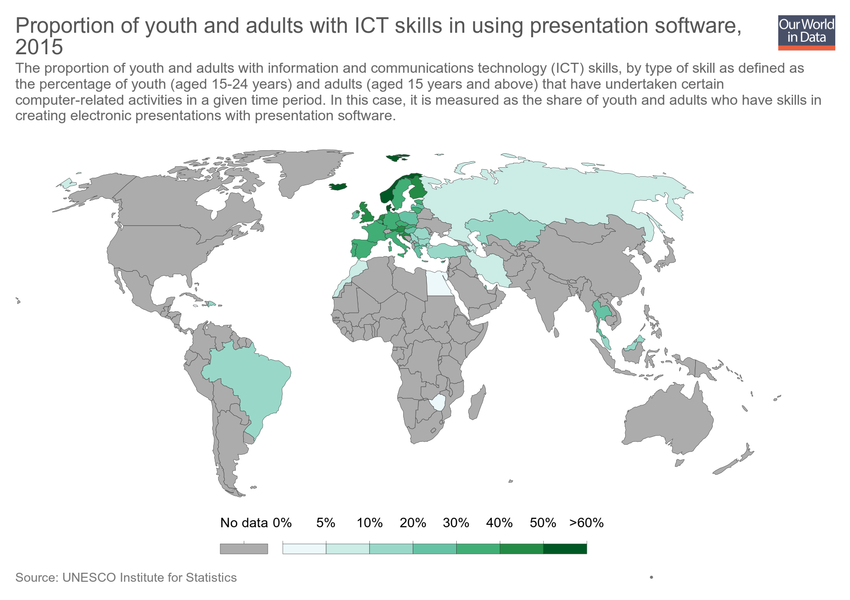 Proportion of youth and adults with ICT skills in using presentation software,
2015
Our World
in Data
The proportion of youth and adults with information and communications technology (ICT) skills, by type of skill as defined as
the percentage of youth (aged 15-24 years) and adults (aged 15 years and above) that have undertaken certain
computer-related activities in a given time period. In this case, it is measured as the share of youth and adults who have skills in
creating electronic presentations with presentation software.
No data 0% 5% 10% 20% 30% 40% 50% >60%
Source: UNESCO Institute for Statistics